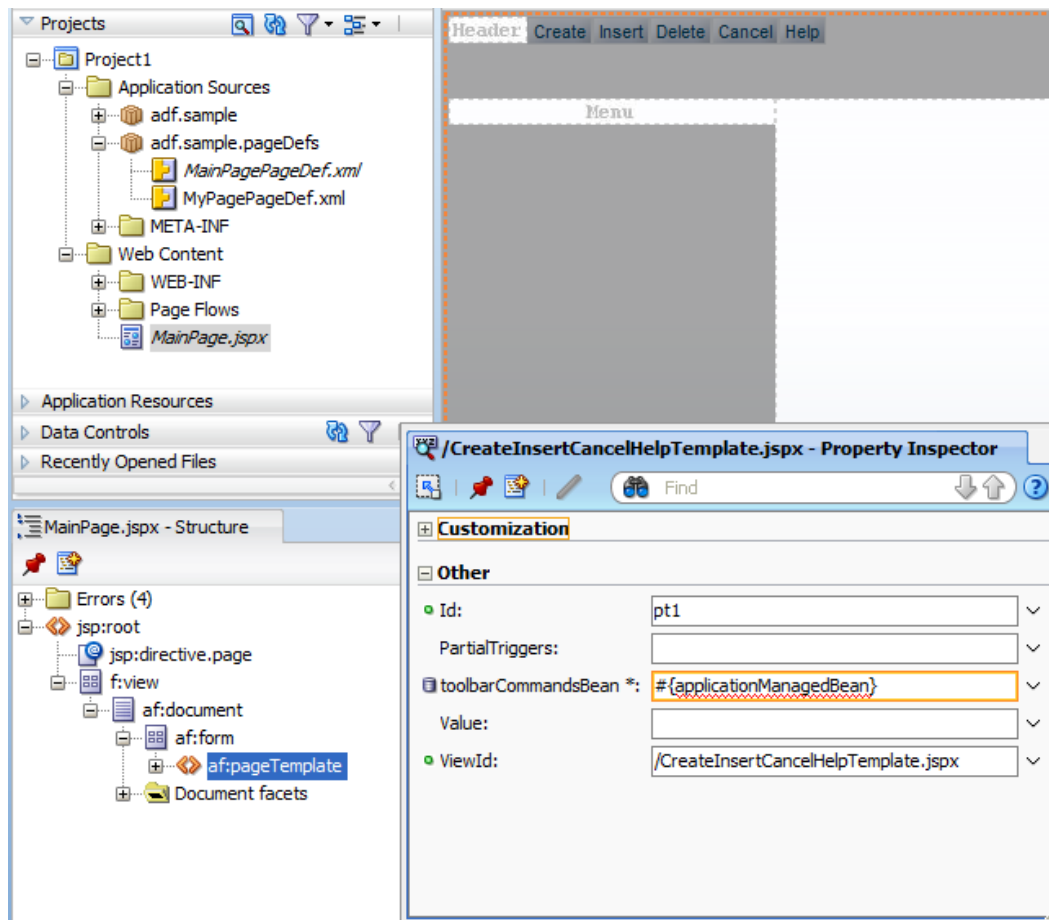 Projects
Project1
Application Sources
adf.sample
adf.sample.pageDefs
MainPagePageDef.xml
MyPagePageDef.xml
META-INF
Web Content
WEB-INF
Page Flows
MainPage.jspx
Application Resources
Data Controls
Recently Opened Files
Header Create Insert Delete Cancel Help
Menu
MainPage.jspx - Structure
Errors (4)
jsp:root
jsp:directive.page
f:view
af:document
af:form
af:pageTemplate
Document facets
/CreateInsertCancelHelpTemplate.jspx - Property Inspector
Find
Customization
Other
Id: pt1
PartialTriggers:
toolbarCommandsBean *: #{applicationManagedBean}
Value:
ViewId: /CreateInsertCancelHelpTemplate.jspx